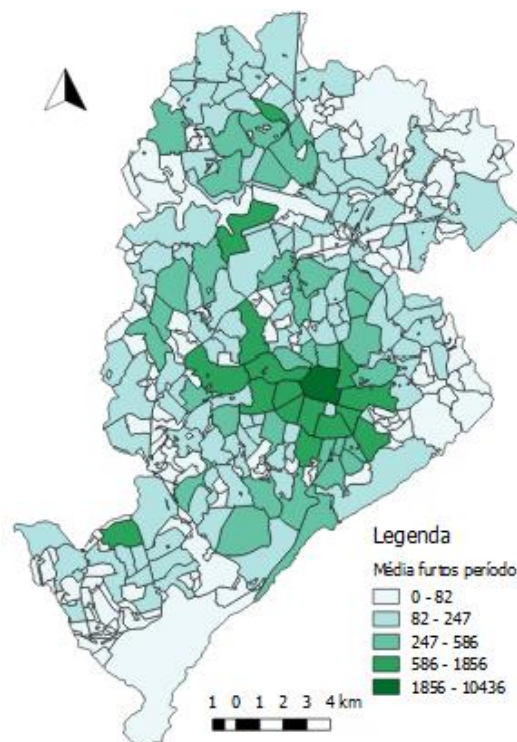 Legenda
Média furtos período
0 - 82
82 - 247
247 - 586
586 - 1856
1856 - 10436
1 0 1 2 3 4 km